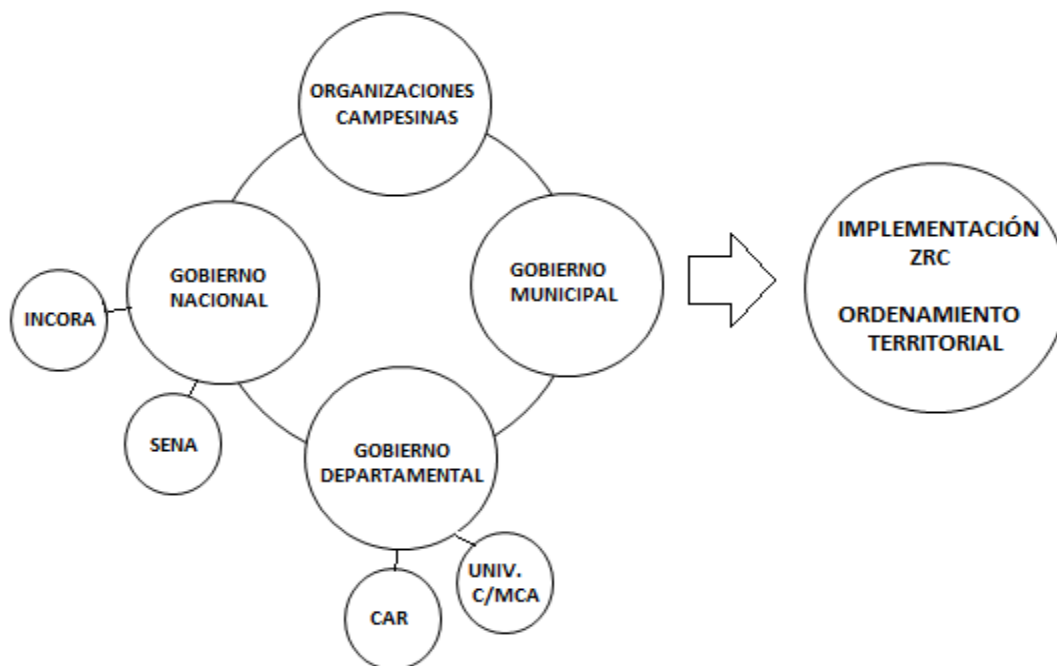 ORGANIZACIONES
CAMPESINAS
GOBIERNO
NACIONAL
GOBIERNO
MUNICIPAL
INCORA
SENA
GOBIERNO
DEPARTAMENTAL
CAR
UNIV.
C/MCA
IMPLEMENTACIÓN
ZRC
ORDENAMIENTO
TERRITORIAL